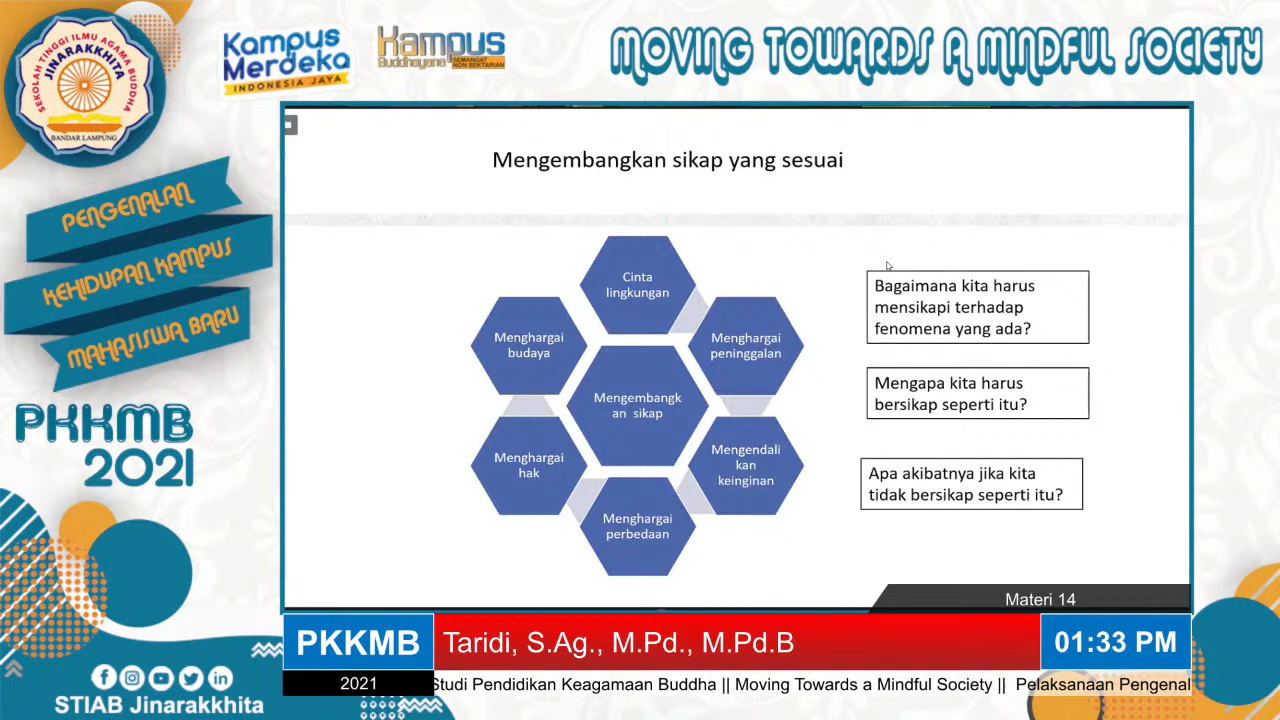 SEKOLAH TINGGI ILMU AGAMA BUDDHA
JINARAKKHITA
BANDAR LAMPUNG
Kampus
Merdeka
INDONESIA JAYA
Kampus
Buddhayana
SEMANGAT
NON SEKTARIAN
MOVING TOWARDS A MINDFUL SOCIETY
PENGENALAN
KEHIDUPAN KAMPUS
MAHASISWA BARU
PKKMB
2021
Mengembangkan sikap yang sesuai
Cinta
lingkungan
Menghargai
peninggalan
Mengendali
kan
keinginan
Menghargai
perbedaan
Menghargai
hak
Menghargai
budaya
Mengembangk
an sikap
Bagaimana kita harus
mensikapi terhadap
fenomena yang ada?
Mengapa kita harus
bersikap seperti itu?
Apa akibatnya jika kita
tidak bersikap seperti itu?
Materi 14
PKKMB
Taridi, S.Ag., M.Pd., M.Pd.B
01:33 PM
2021
Studi Pendidikan Keagamaan Buddha || Moving Towards a Mindful Society || Pelaksanaan Pengenal
STIAB Jinarakkhita